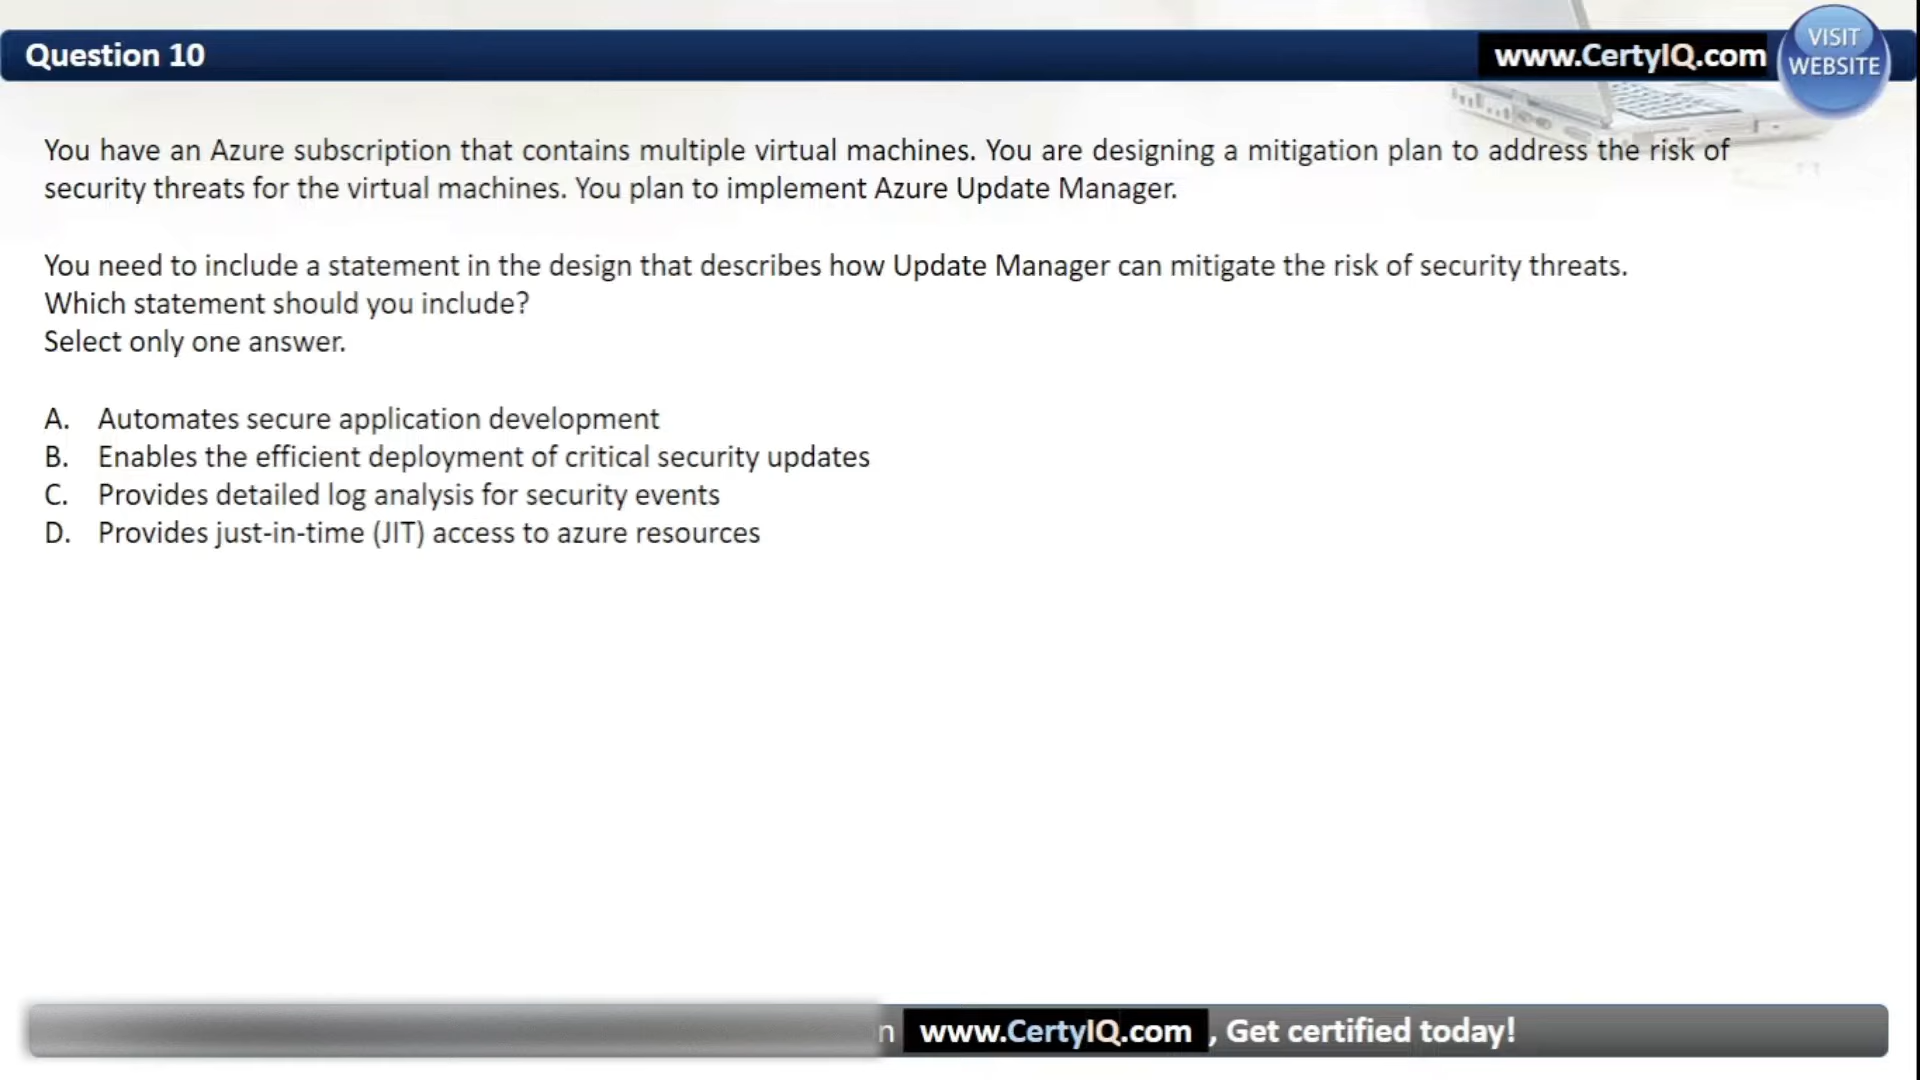 Question 10
www.CertyIQ.com
VISIT
WEBSITE
You have an Azure subscription that contains multiple virtual machines. You are designing a mitigation plan to address the risk of
security threats for the virtual machines. You plan to implement Azure Update Manager.
You need to include a statement in the design that describes how Update Manager can mitigate the risk of security threats.
Which statement should you include?
Select only one answer.
A. Automates secure application development
B. Enables the efficient deployment of critical security updates
C. Provides detailed log analysis for security events
D. Provides just-in-time (JIT) access to azure resources
www.CertyIQ.com , Get certified today!